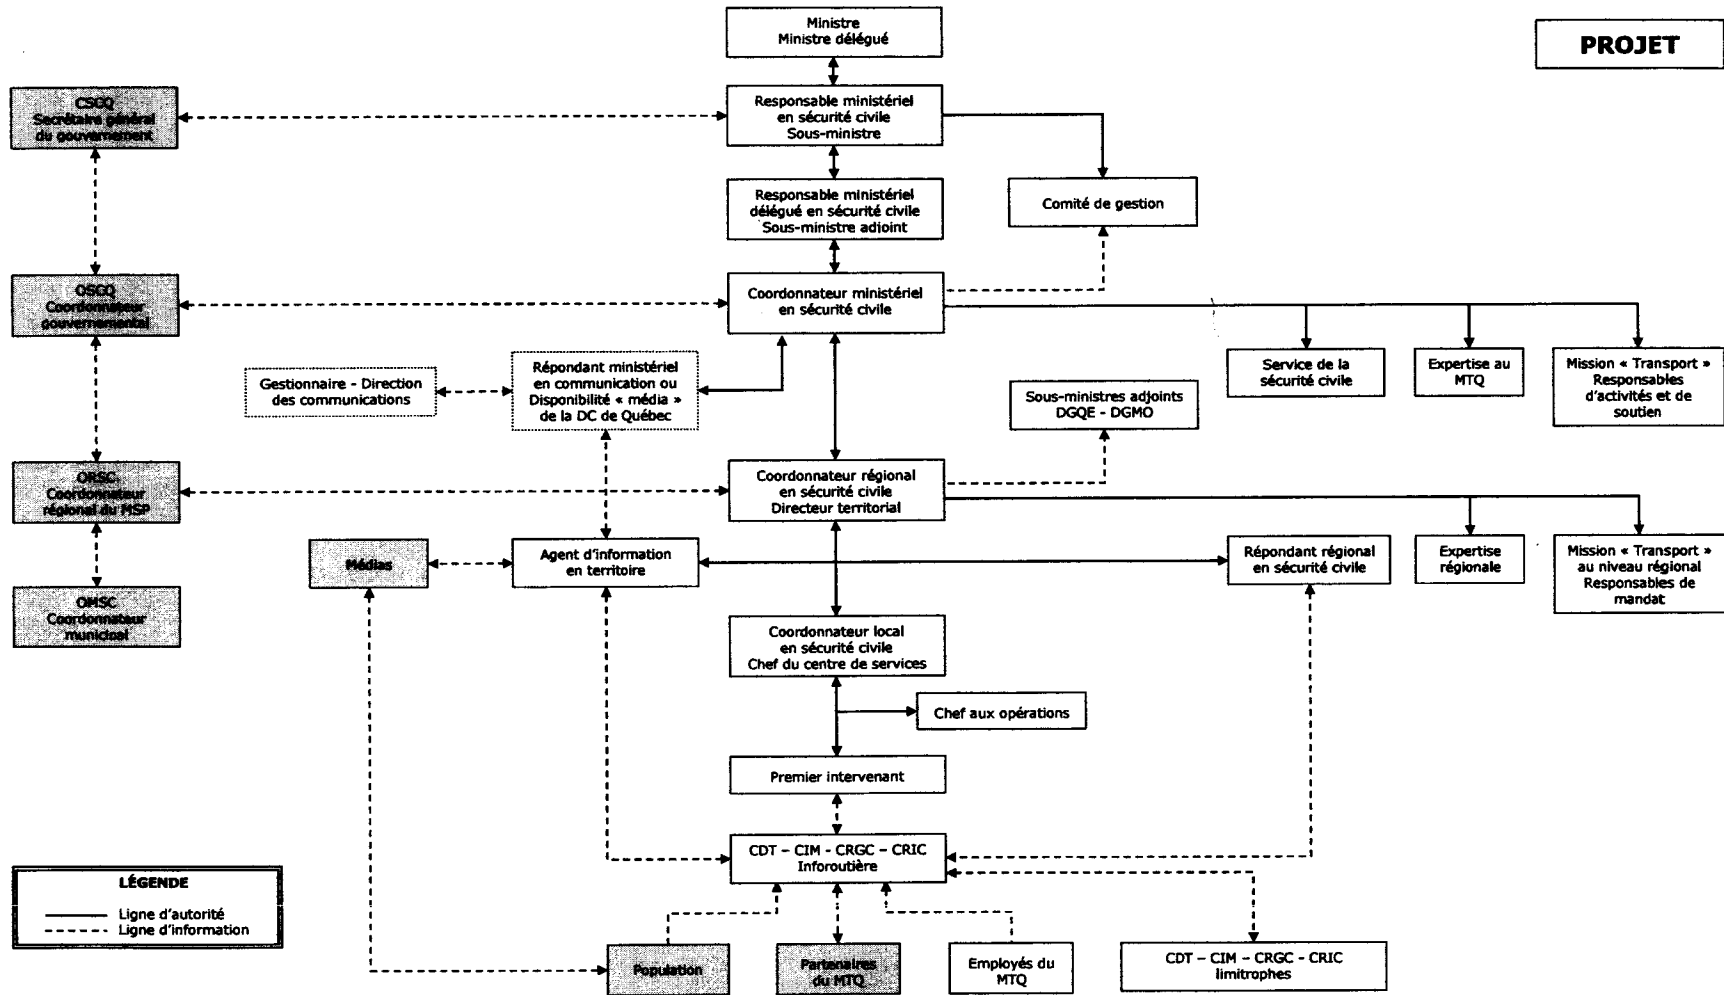 Ministre
Ministre délégué
PROJET
CSCQ
Secrétaire général
du gouvernement
Responsable ministériel
en sécurité civile
Sous-ministre
Responsable ministériel
délégué en sécurité civile
Sous-ministre adjoint
Comité de gestion
OSCQ
Coordonnateur
gouvernemental
Coordonnateur ministériel
en sécurité civile
Gestionnaire - Direction
des communications
Répondant ministériel
en communication ou
Disponibilité « média »
de la DC de Québec
Sous-ministres adjoints
DGQE - DGMO
Service de la
sécurité civile
Expertise au
MTQ
Mission « Transport »
Responsables
d'activités et de
soutien
ORSC
Coordonnateur
régional du MSP
Coordonnateur régional
en sécurité civile
Directeur territorial
Médias
Agent d'information
en territoire
Répondant régional
en sécurité civile
Expertise
régionale
Mission « Transport »
au niveau régional
Responsables de
mandat
OMSC
Coordonnateur
municipal
Coordonnateur local
en sécurité civile
Chef du centre de services
Chef aux opérations
Premier intervenant
CDT – CIM - CRGC – CRIC
Inforoutière
LÉGENDE
Ligne d'autorité
Ligne d'information
Population
Partenaires
du MTQ
Employés du
MTQ
CDT – CIM – CRGC - CRIC
limitrophes